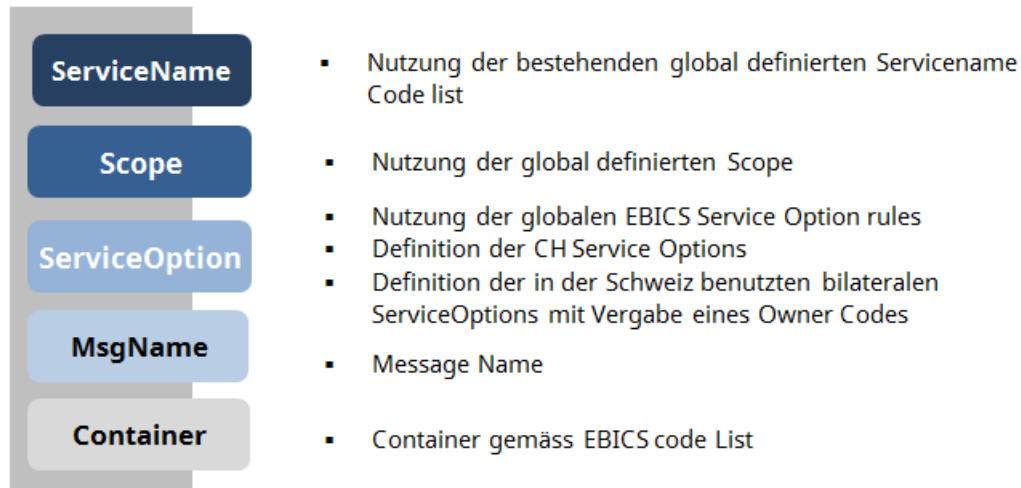 ServiceName
▪ Nutzung der bestehenden global definierten Servicename
Code list
Scope
▪ Nutzung der global definierten Scope
ServiceOption
▪ Nutzung der globalen EBICS Service Option rules
▪ Definition der CH Service Options
▪ Definition der in der Schweiz benutzten bilateralen
ServiceOptions mit Vergabe eines Owner Codes
MsgName
▪ Message Name
Container
▪ Container gemäss EBICS code List